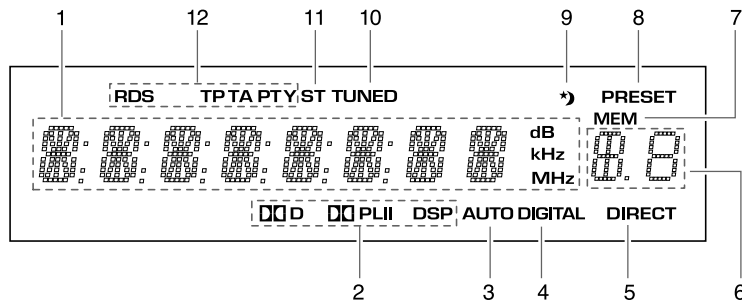 1 12 11 10 9 8 7
RDS TP TA PTY ST TUNED PRESET
MEM
dB
kHz
MHz
6
D PLII DSP AUTO DIGITAL DIRECT
2 3 4 5